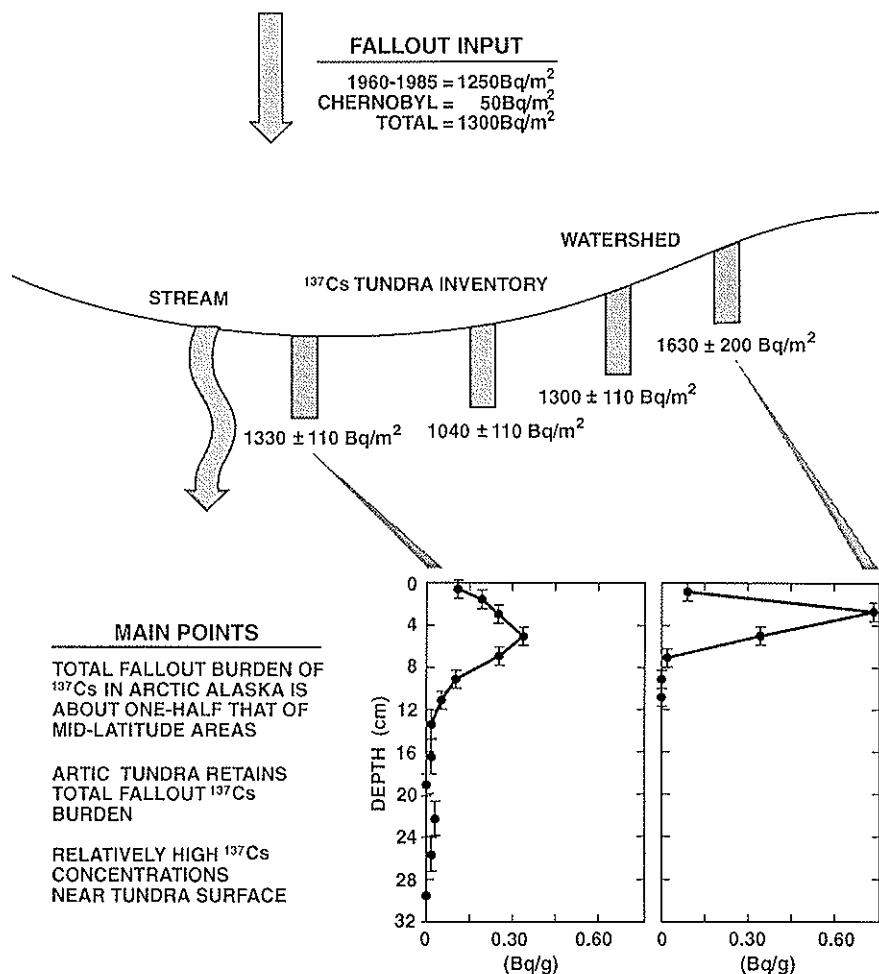 FALLOUT INPUT
1960-1985 = 1250Bq/m²
CHERNOBYL = 50Bq/m²
TOTAL = 1300Bq/m²
WATERSHED
STREAM
¹³⁷Cs TUNDRA INVENTORY
1630 ± 200 Bq/m²
1300 ± 110 Bq/m²
1330 ± 110 Bq/m²
1040 ± 110 Bq/m²
MAIN POINTS
TOTAL FALLOUT BURDEN OF
¹³⁷Cs IN ARCTIC ALASKA IS
ABOUT ONE-HALF THAT OF
MID-LATITUDE AREAS
ARTIC TUNDRA RETAINS
TOTAL FALLOUT ¹³⁷Cs
BURDEN
RELATIVELY HIGH ¹³⁷Cs
CONCENTRATIONS
NEAR TUNDRA SURFACE
DEPTH (cm)
0
4
8
12
16
20
24
28
32
0 0.30 0.60
(Bq/g)
0 0.30 0.60
(Bq/g)